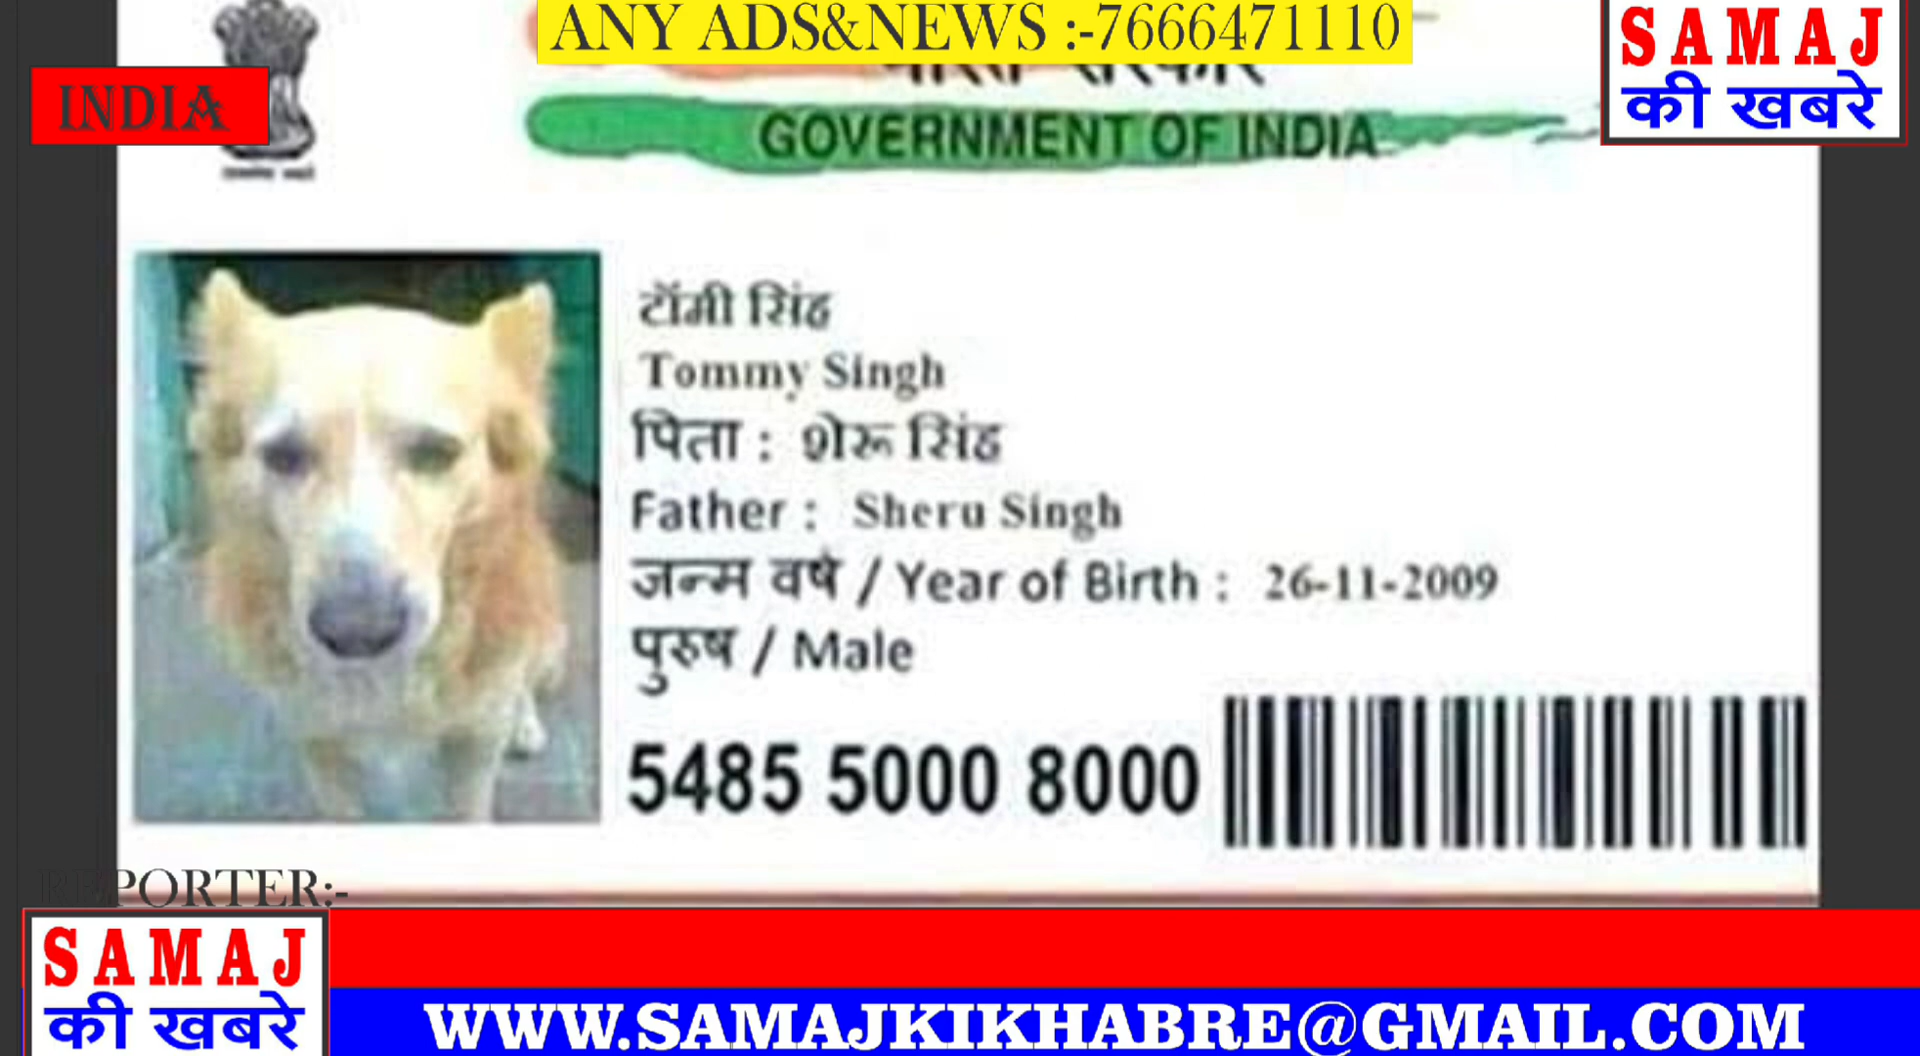 ANY ADS&NEWS :-7666471110
SAMAJ
की खबरे
INDIA
GOVERNMENT OF INDIA
टॉमी सिंह
Tommy Singh
पिता : शेरू सिंह
Father : Sheru Singh
जन्म वर्ष / Year of Birth : 26-11-2009
पुरुष / Male
5485 5000 8000
REPORTER:-
SAMAJ
की खबरे
WWW.SAMAJKIKHABRE@GMAIL.COM